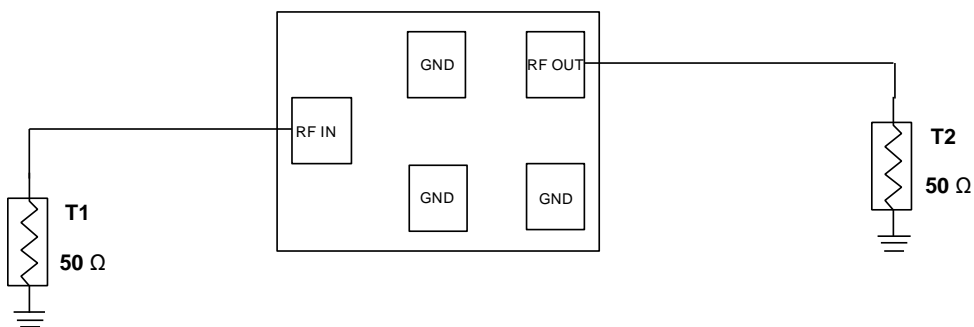 GND
RF OUT
RF IN
T2
50 Ω
GND
GND
T1
50 Ω